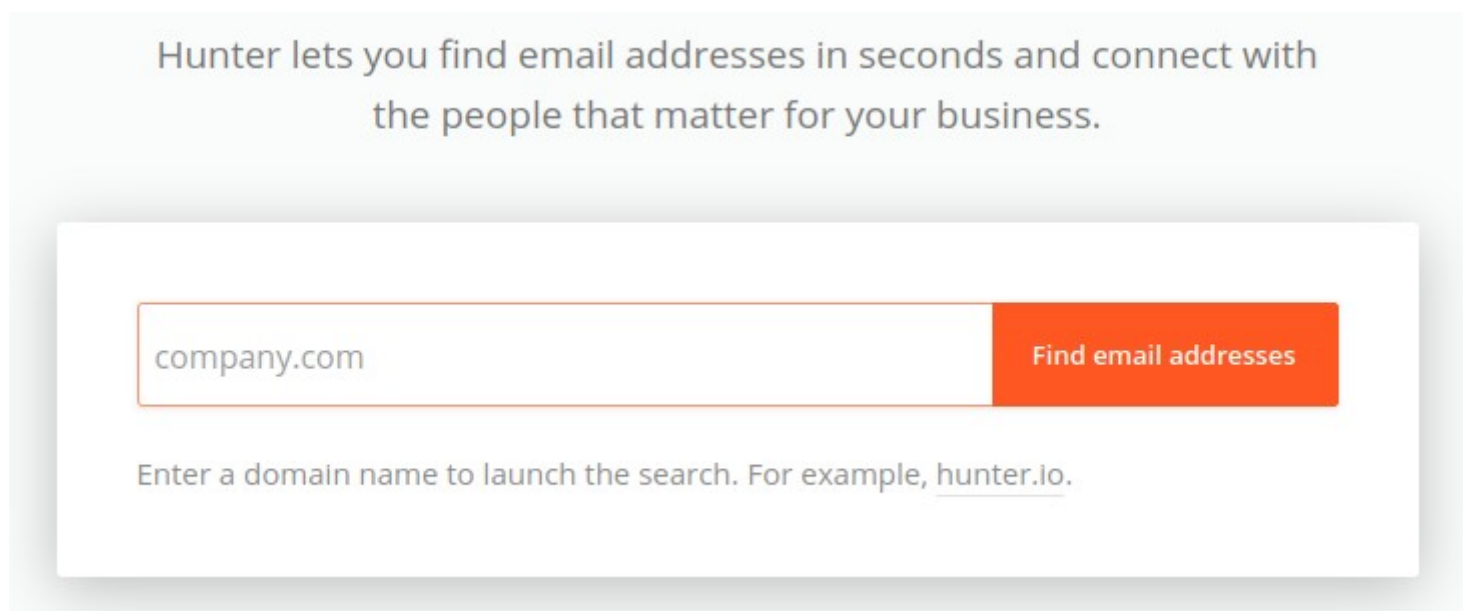 Hunter lets you find email addresses in seconds and connect with
the people that matter for your business.
company.com
Find email addresses
Enter a domain name to launch the search. For example, hunter.io.